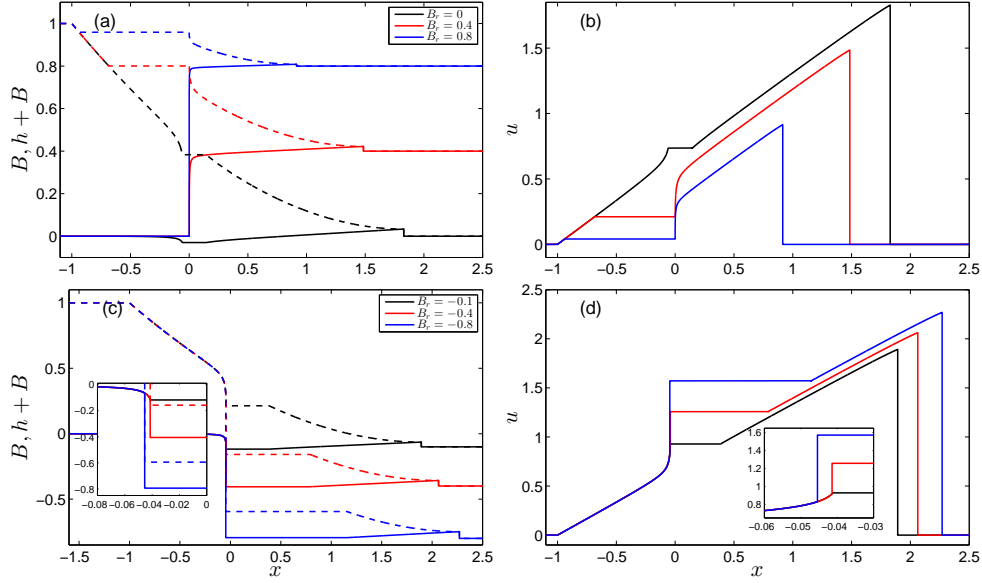 (a)
B_r = 0
B_r = 0.4
B_r = 0.8
B, h + B
1
0.8
0.6
0.4
0.2
0
−1 −0.5 0 0.5 1 1.5 2 2.5
(b)
u
1.5
1
0.5
0
−1 −0.5 0 0.5 1 1.5 2 2.5
(c)
B_r = −0.1
B_r = −0.4
B_r = −0.8
B, h + B
1
0.5
0
−0.5
0
−0.2
−0.4
−0.6
−0.8
−0.08 −0.06 −0.04 −0.02 0
−1.5 −1 −0.5 0 0.5 1 1.5 2 2.5
x
(d)
u
2.5
2
1.5
1
0.5
0
1.6
1.4
1.2
1
0.8
−0.06 −0.05 −0.04 −0.03
−1 −0.5 0 0.5 1 1.5 2 2.5
x